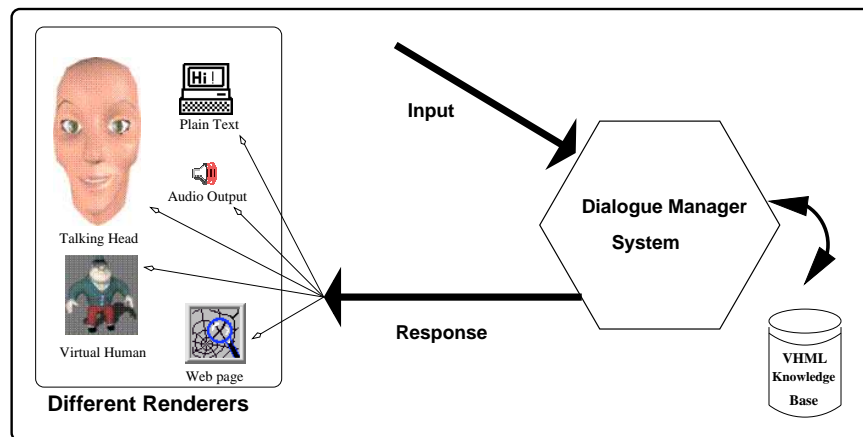 Hi!
Plain Text
Audio Output
Talking Head
Virtual Human
Web page
Different Renderers
Input
Response
Dialogue Manager
System
VHML
Knowledge
Base